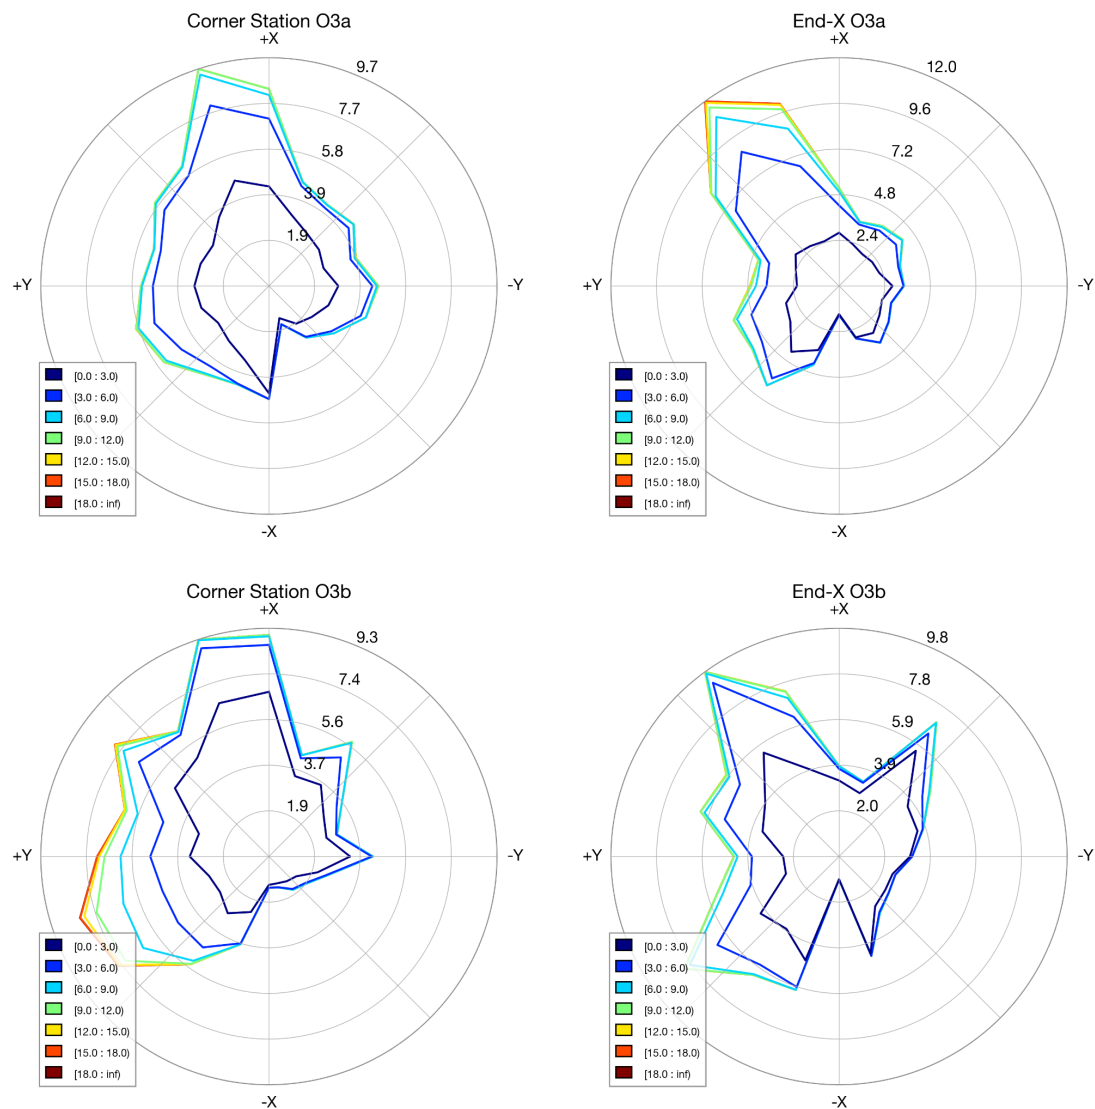 Corner Station O3a
+X
9.7
7.7
5.8
3.9
1.9
+Y
-Y
[0.0 : 3.0)
[3.0 : 6.0)
[6.0 : 9.0)
[9.0 : 12.0)
[12.0 : 15.0)
[15.0 : 18.0)
[18.0 : inf)
-X
End-X O3a
+X
12.0
9.6
7.2
4.8
2.4
+Y
-Y
[0.0 : 3.0)
[3.0 : 6.0)
[6.0 : 9.0)
[9.0 : 12.0)
[12.0 : 15.0)
[15.0 : 18.0)
[18.0 : inf)
-X
Corner Station O3b
+X
9.3
7.4
5.6
3.7
1.9
+Y
-Y
[0.0 : 3.0)
[3.0 : 6.0)
[6.0 : 9.0)
[9.0 : 12.0)
[12.0 : 15.0)
[15.0 : 18.0)
[18.0 : inf)
-X
End-X O3b
+X
9.8
7.8
5.9
3.9
2.0
+Y
-Y
[0.0 : 3.0)
[3.0 : 6.0)
[6.0 : 9.0)
[9.0 : 12.0)
[12.0 : 15.0)
[15.0 : 18.0)
[18.0 : inf)
-X